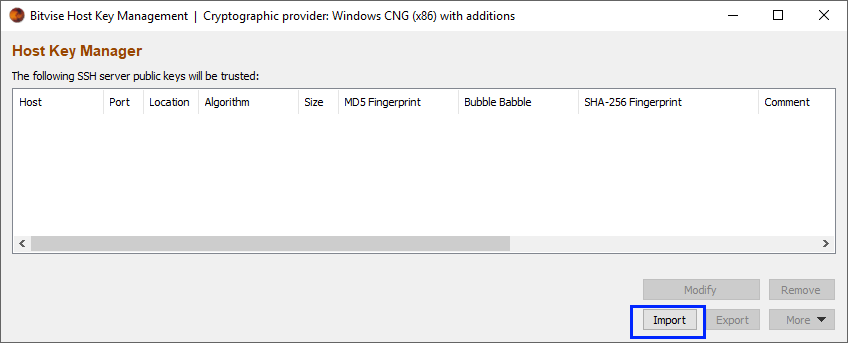 Bitvise Host Key Management | Cryptographic provider: Windows CNG (x86) with additions
Host Key Manager
The following SSH server public keys will be trusted:
Host Port Location Algorithm Size MD5 Fingerprint Bubble Babble SHA-256 Fingerprint Comment
Modify Remove
Import Export More